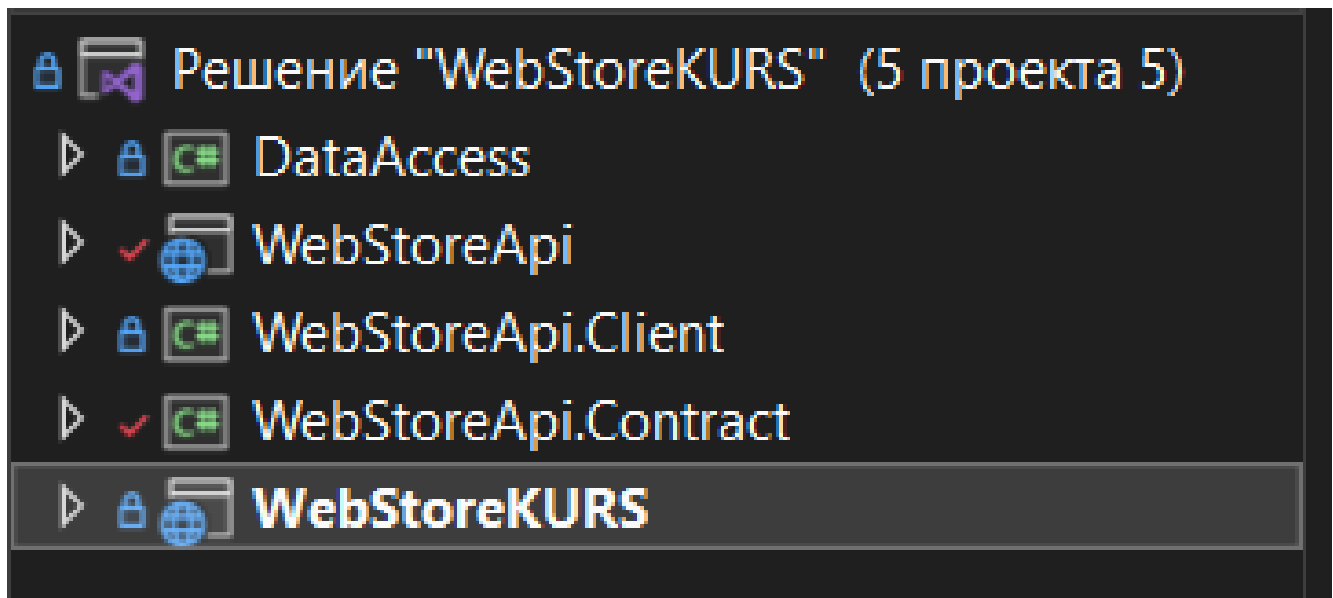 Решение "WebStoreKURS" (5 проекта 5)
C# DataAccess
WebStoreApi
C# WebStoreApi.Client
C# WebStoreApi.Contract
WebStoreKURS